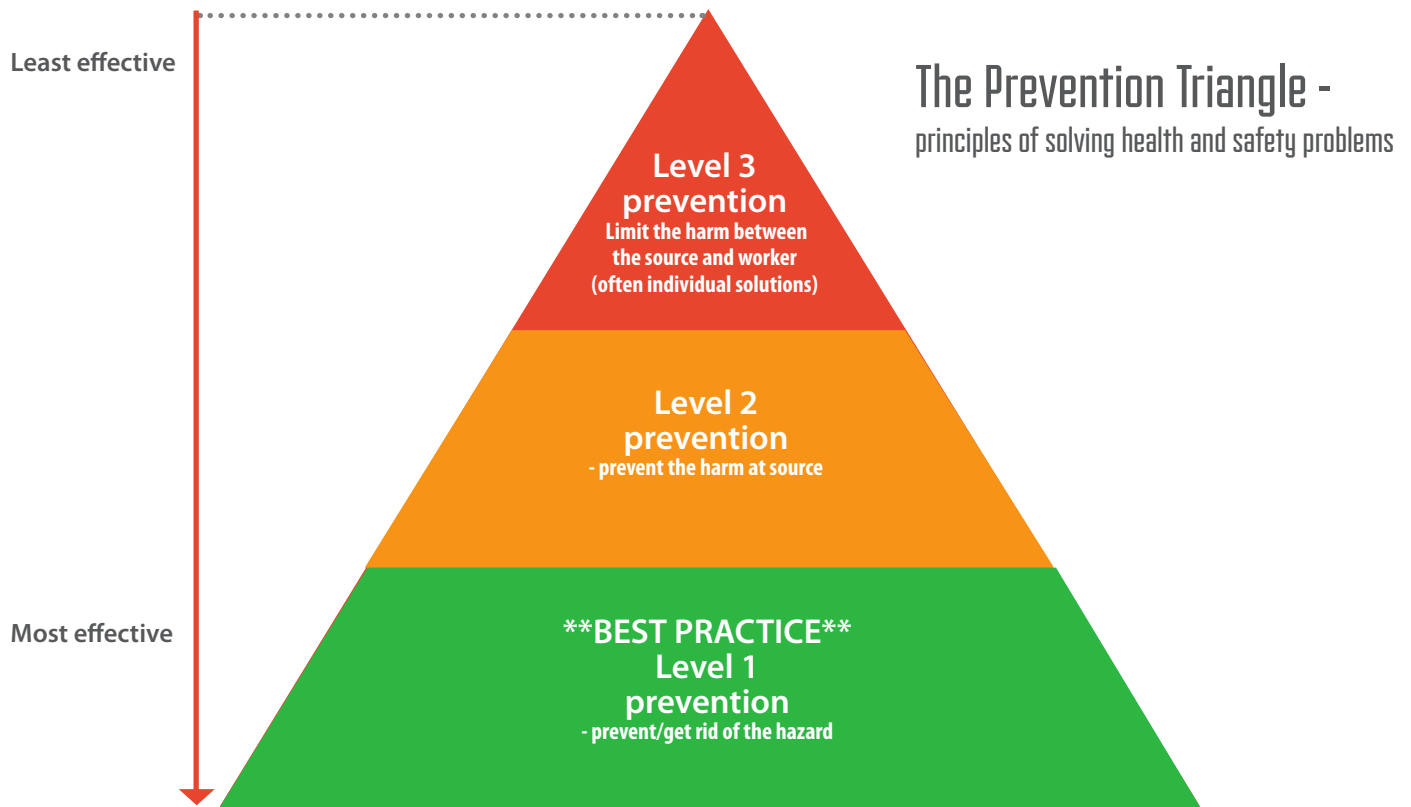 Least effective
The Prevention Triangle -
principles of solving health and safety problems
Level 3
prevention
Limit the harm between
the source and worker
(often individual solutions)
Level 2
prevention
- prevent the harm at source
Most effective
**BEST PRACTICE**
Level 1
prevention
- prevent/get rid of the hazard